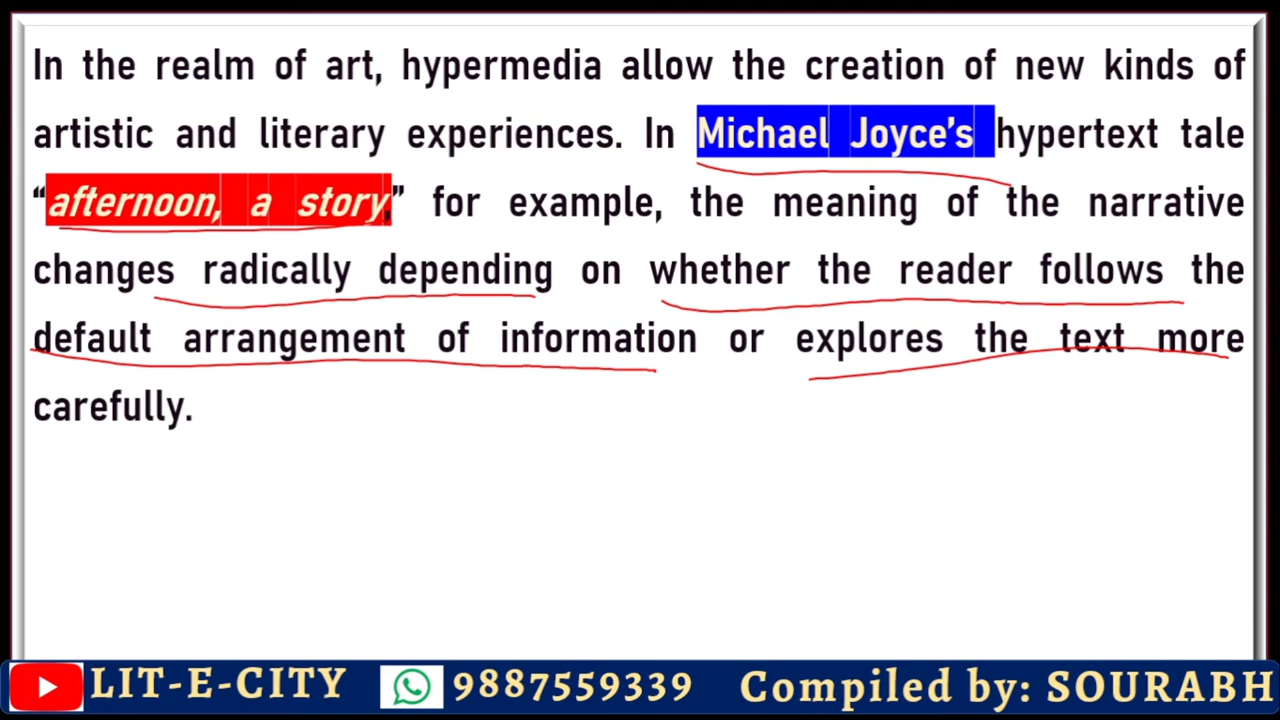 In the realm of art, hypermedia allow the creation of new kinds of
artistic and literary experiences. In Michael Joyce’s hypertext tale
“afternoon, a story,” for example, the meaning of the narrative
changes radically depending on whether the reader follows the
default arrangement of information or explores the text more
carefully.
LIT-E-CITY 9887559339 Compiled by: SOURABH